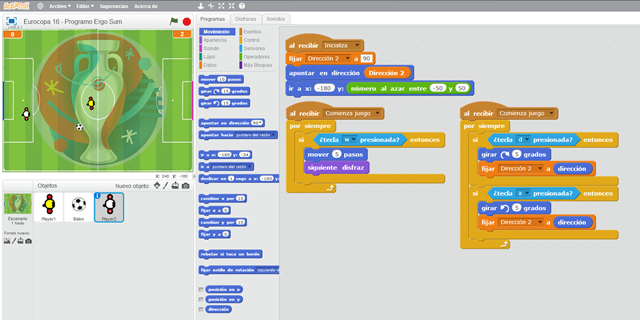 SCRATCH
Archivo
Editar
Sugerencias
Acerca de
Eurocopa 16 - Programo Ergo Sum
0
2
X: 240 Y: -180
Objetos
Nuevo objeto:
Escenario
1 fondo
Fondo nuevo:
Player1
Balon
Player2
Programas
Disfraces
Sonidos
Movimiento
Eventos
Apariencia
Control
Sonido
Sensores
Lápiz
Operadores
Datos
Más Bloques
mover 10 pasos
girar 15 grados
girar 15 grados
apuntar en dirección 90
apuntar hacia puntero del ratón
ir a x: -180 y:
ir a puntero del ratón
deslizar en 1 segs a x: -180
cambiar x por 10
fijar x a 0
cambiar y por 10
fijar y a 0
rebotar si toca un borde
fijar estilo de rotación izquierda
posición en x
posición en y
dirección
al recibir Inicializa
fijar Dirección 2 a 90
apuntar en dirección Dirección 2
ir a x: -180 y: número al azar entre -50 y 50
al recibir Comienza juego
por siempre
si ¿tecla w presionada? entonces
mover 5 pasos
siguiente disfraz
al recibir Comienza juego
por siempre
si ¿tecla d presionada? entonces
girar 5 grados
fijar Dirección 2 a dirección
si ¿tecla a presionada? entonces
girar 5 grados
fijar Dirección 2 a dirección